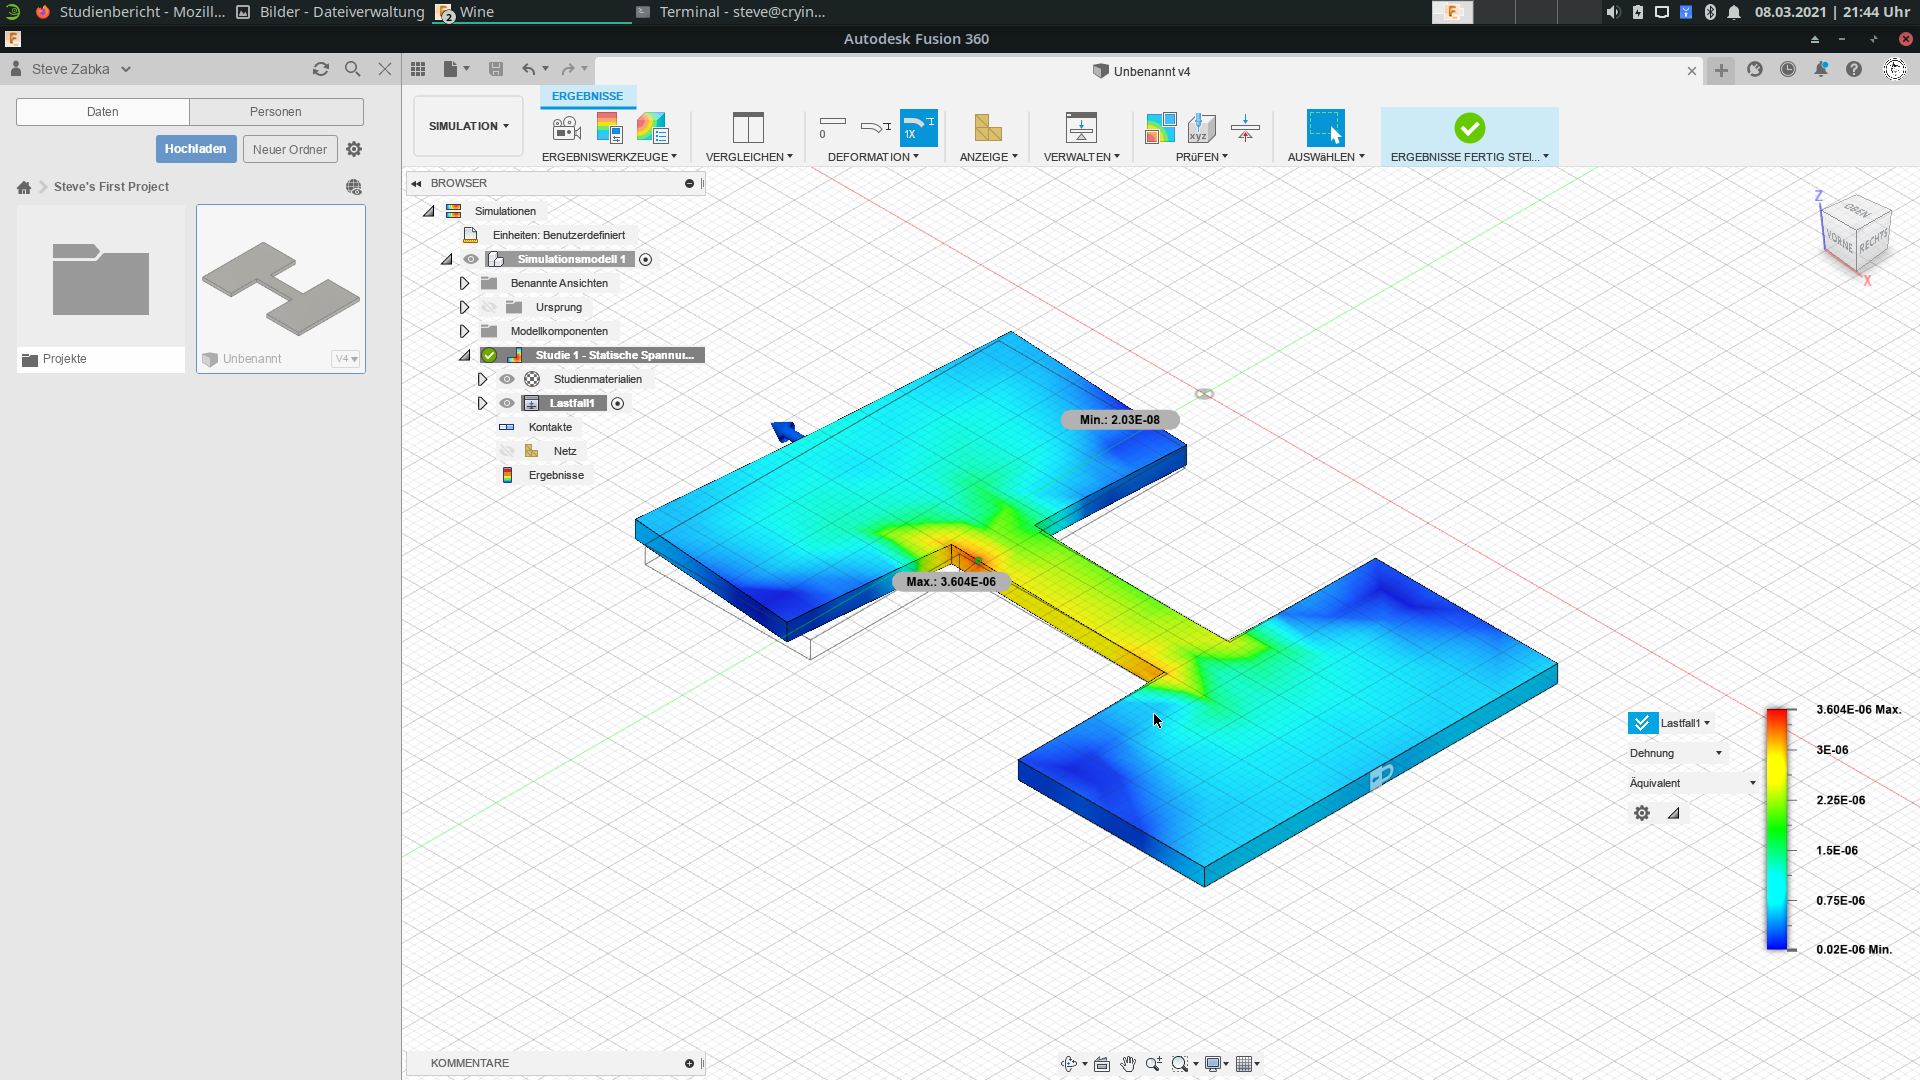 Studienbericht - Mozill...
Bilder - Dateiverwaltung
2
Wine
Terminal - steve@cryin...
08.03.2021 | 21:44 Uhr
Autodesk Fusion 360
Steve Zabka
Unbenannt v4
Daten
Personen
Hochladen
Neuer Ordner
Steve's First Project
Projekte
Unbenannt
V4
SIMULATION
ERGEBNISSE
0
1X
xyz
ERGEBNISWERKZEUGE
VERGLEICHEN
DEFORMATION
ANZEIGE
VERWALTEN
PRüFEN
AUSWäHLEN
ERGEBNISSE FERTIG STEL...
BROWSER
Simulationen
Einheiten: Benutzerdefiniert
Simulationsmodell 1
Benannte Ansichten
Ursprung
Modellkomponenten
Studie 1 - Statische Spannu...
Studienmaterialien
Lastfall1
Kontakte
Netz
Ergebnisse
Z
OBEN
VORNE
RECHTS
X
Min.: 2.03E-08
Max.: 3.604E-06
Lastfall1
Dehnung
Äquivalent
3.604E-06 Max.
3E-06
2.25E-06
1.5E-06
0.75E-06
0.02E-06 Min.
KOMMENTARE